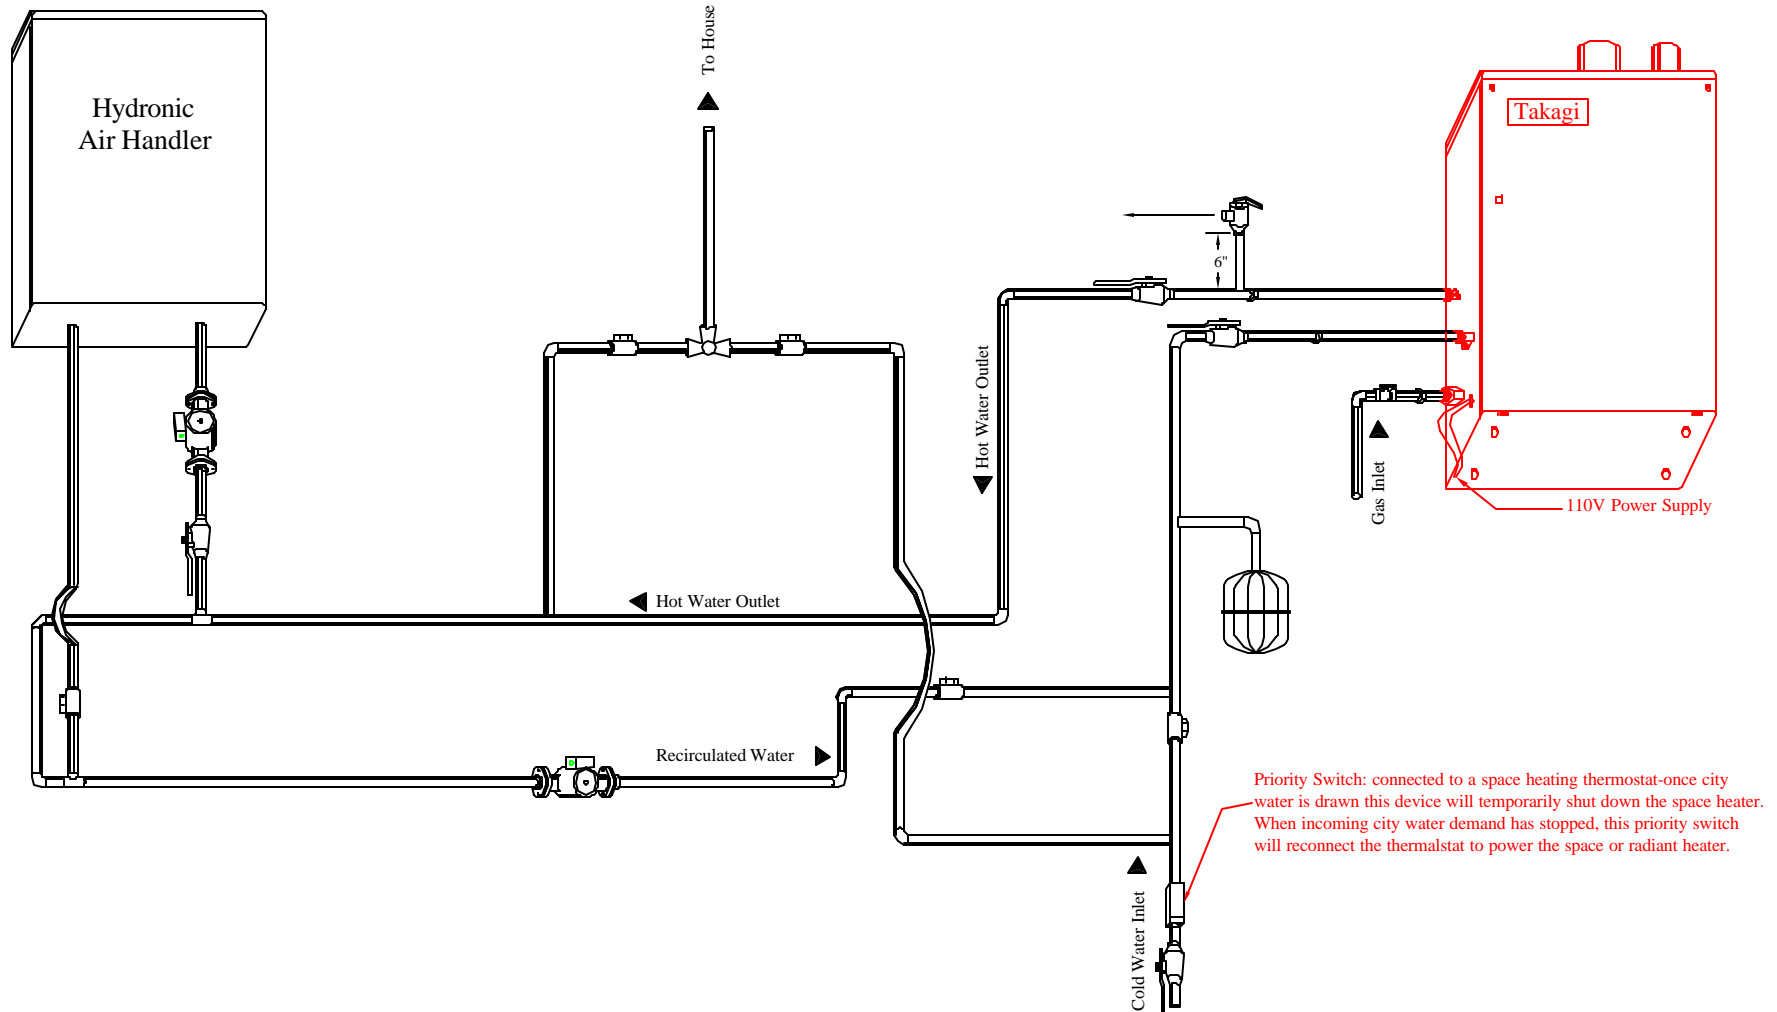 Hydronic
Air Handler
To House
Takagi
6"
Hot Water Outlet
Gas Inlet
110V Power Supply
Hot Water Outlet
Recirculated Water
Priority Switch: connected to a space heating thermostat-once city
water is drawn this device will temporarily shut down the space heater.
When incoming city water demand has stopped, this priority switch
will reconnect the thermalstat to power the space or radiant heater.
Cold Water Inlet